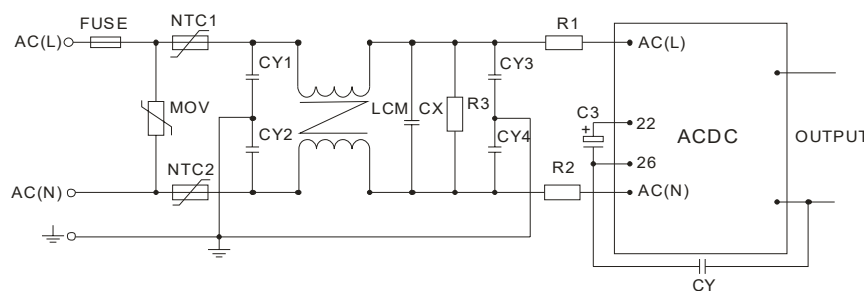 FUSE
NTC1
R1
AC(L)
AC(L)
CY1
CY3
MOV
LCM
CX
R3
C3
+
22
ACDC
OUTPUT
CY2
CY4
26
NTC2
R2
AC(N)
AC(N)
CY